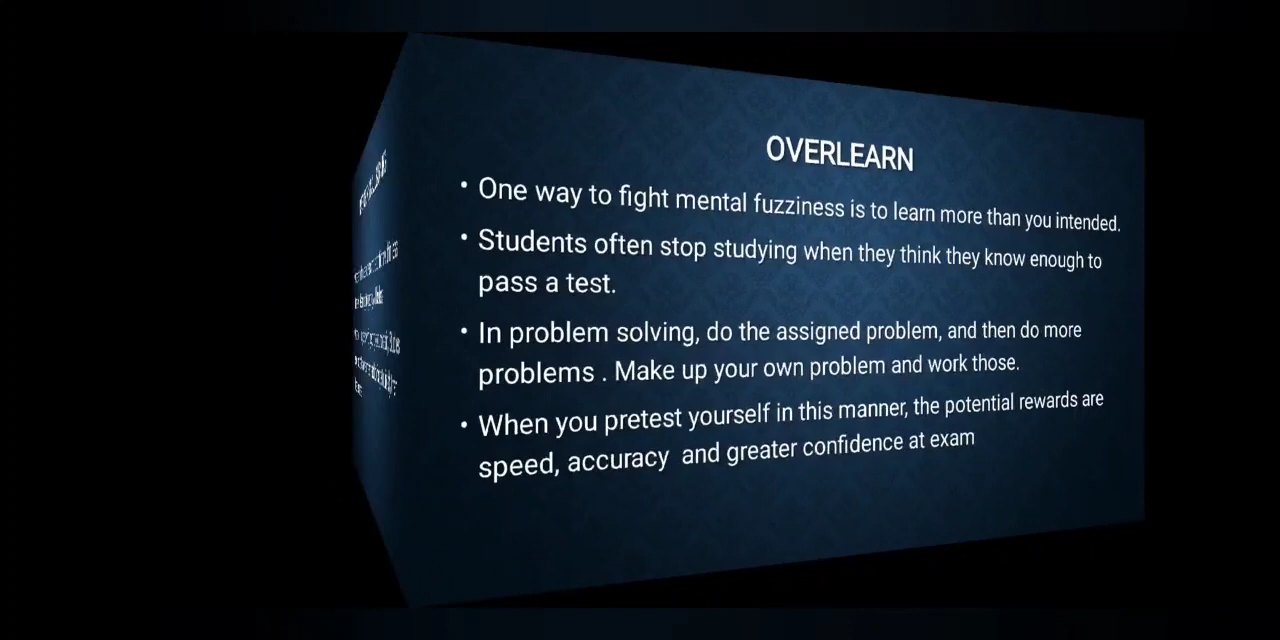 OVERLEARN
• One way to fight mental fuzziness is to learn more than you intended.
• Students often stop studying when they think they know enough to
pass a test.
• In problem solving, do the assigned problem, and then do more
problems . Make up your own problem and work those.
• When you pretest yourself in this manner, the potential rewards are
speed, accuracy  and greater confidence at exam